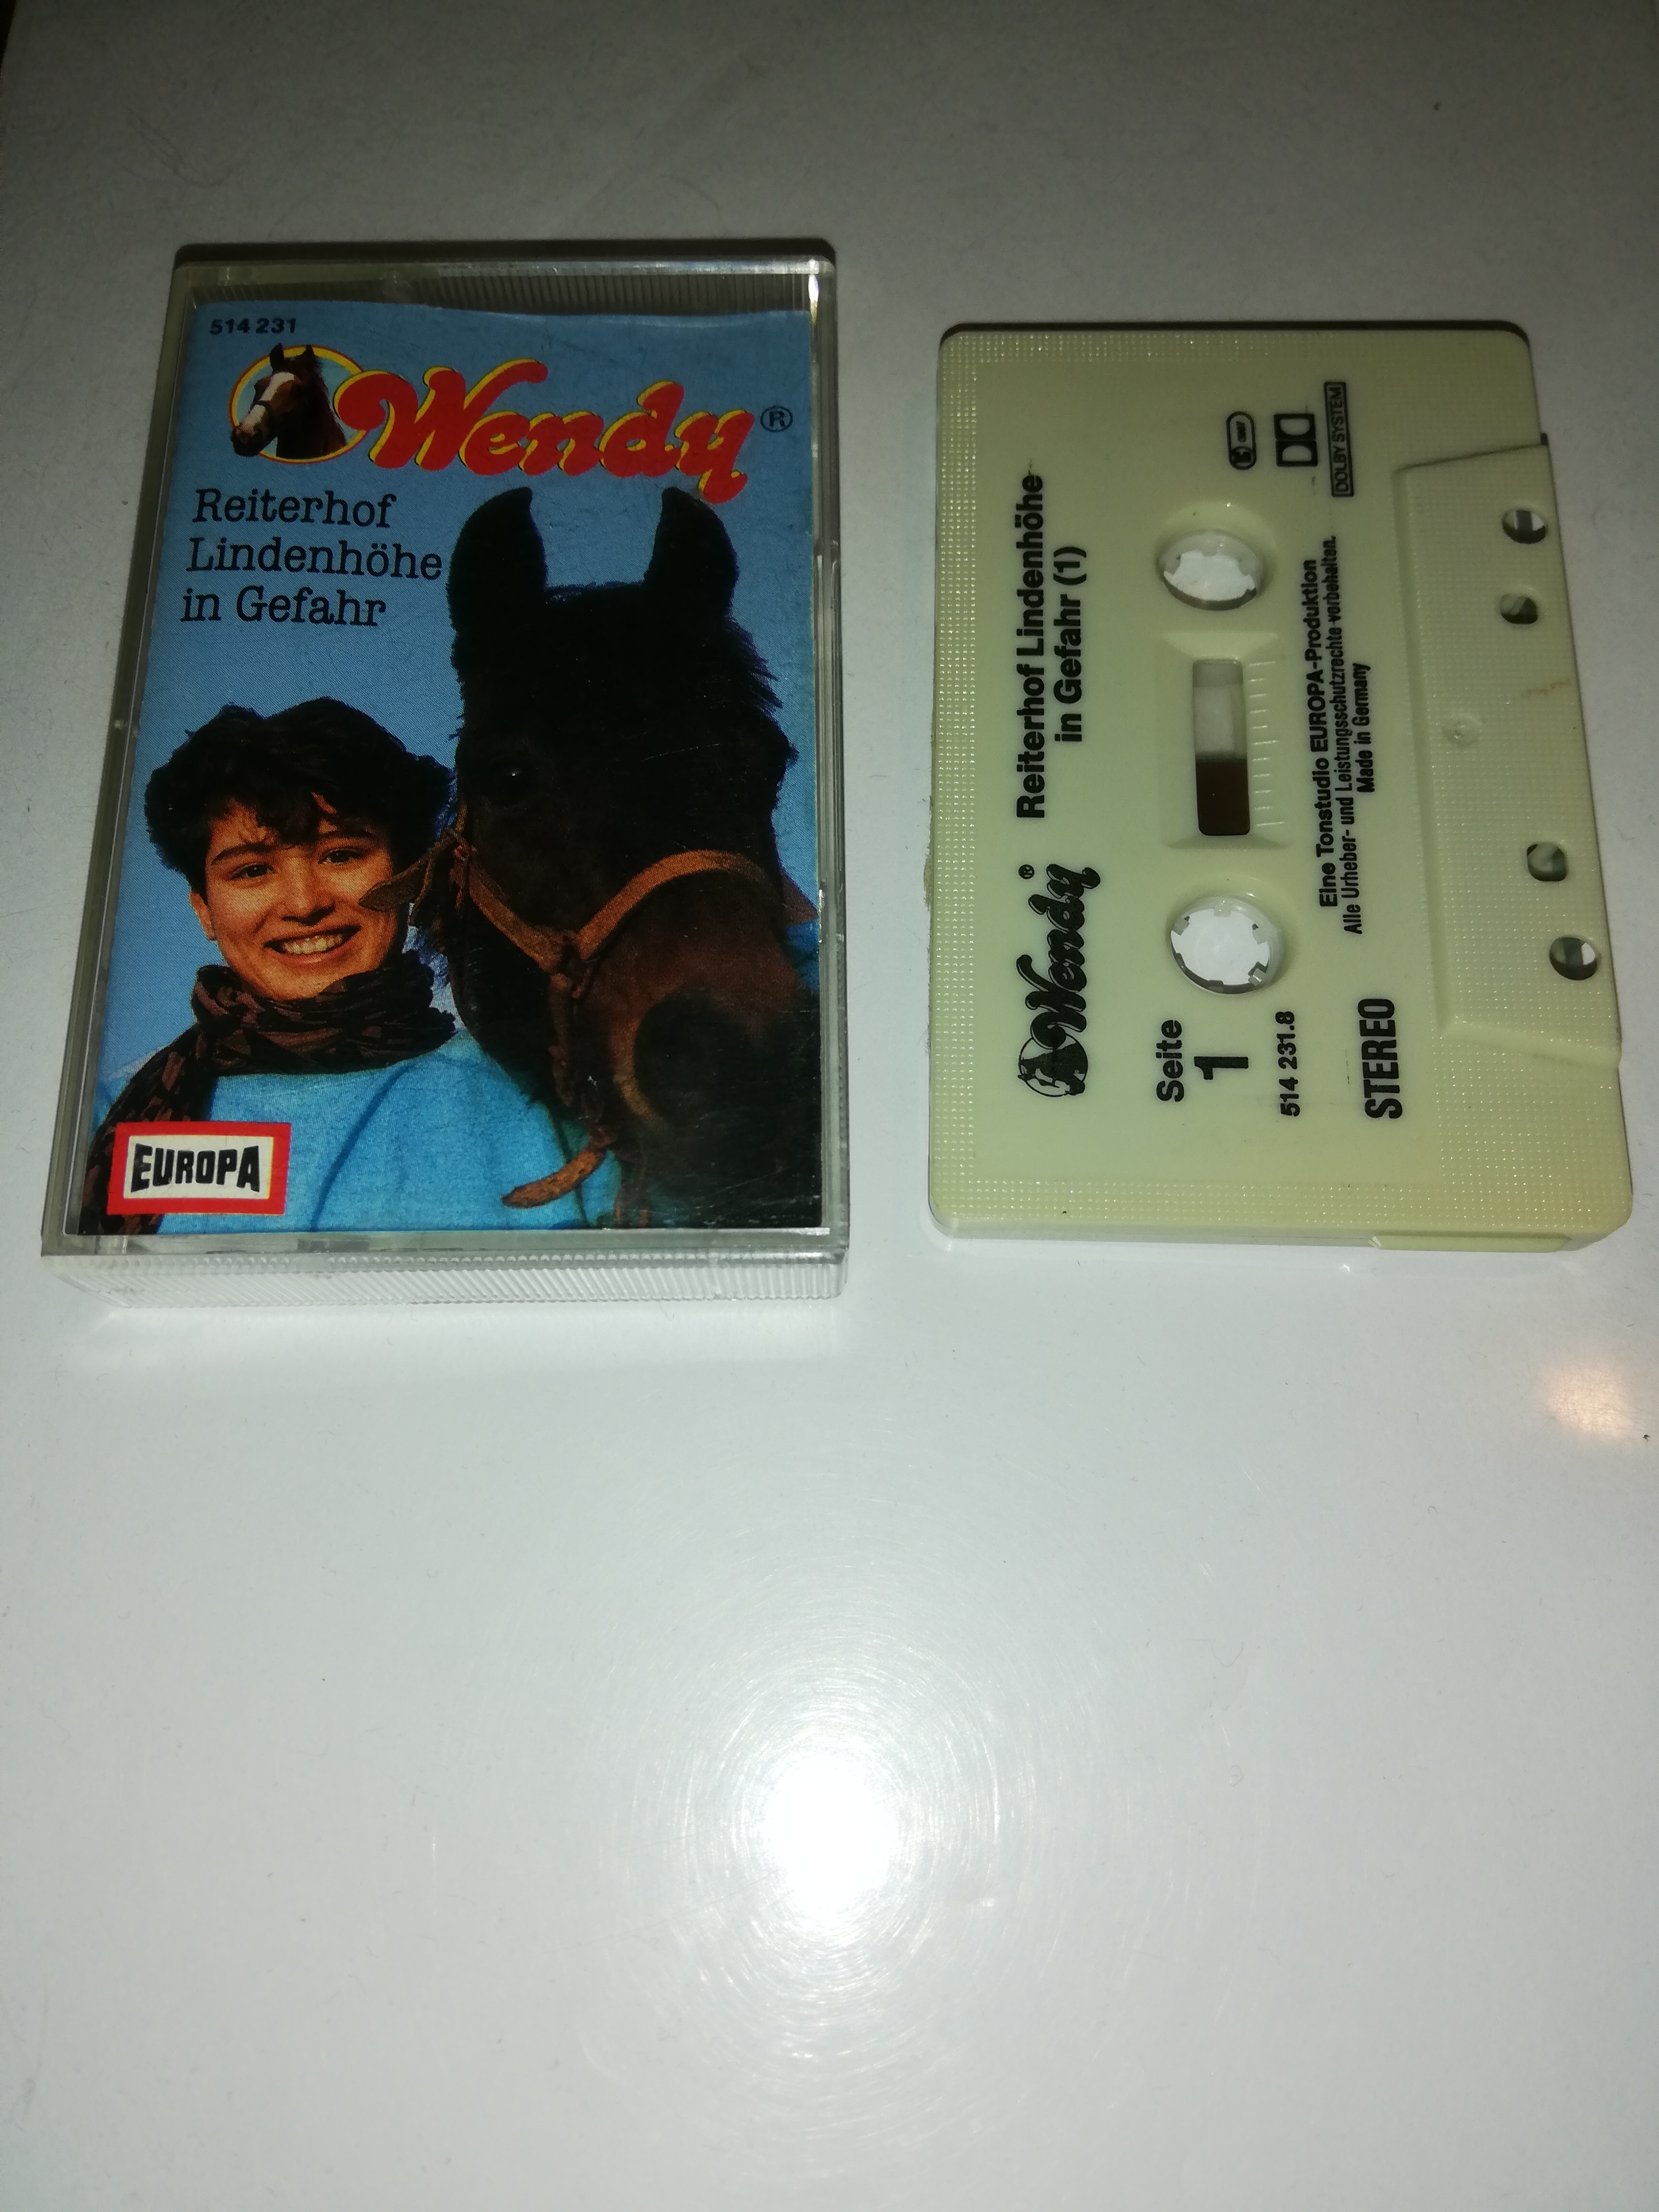 514 231
Wendy®
Reiterhof
Lindenhöhe
in Gefahr
EUROPA
Wendy®
Reiterhof Lindenhöhe
in Gefahr (1)
Seite
1
514 231.8
STEREO
DOLBY SYSTEM
Eine Tonstudio EUROPA-Produktion
Alle Urheber- und Leistungsschutzrechte vorbehalten.
Made in Germany